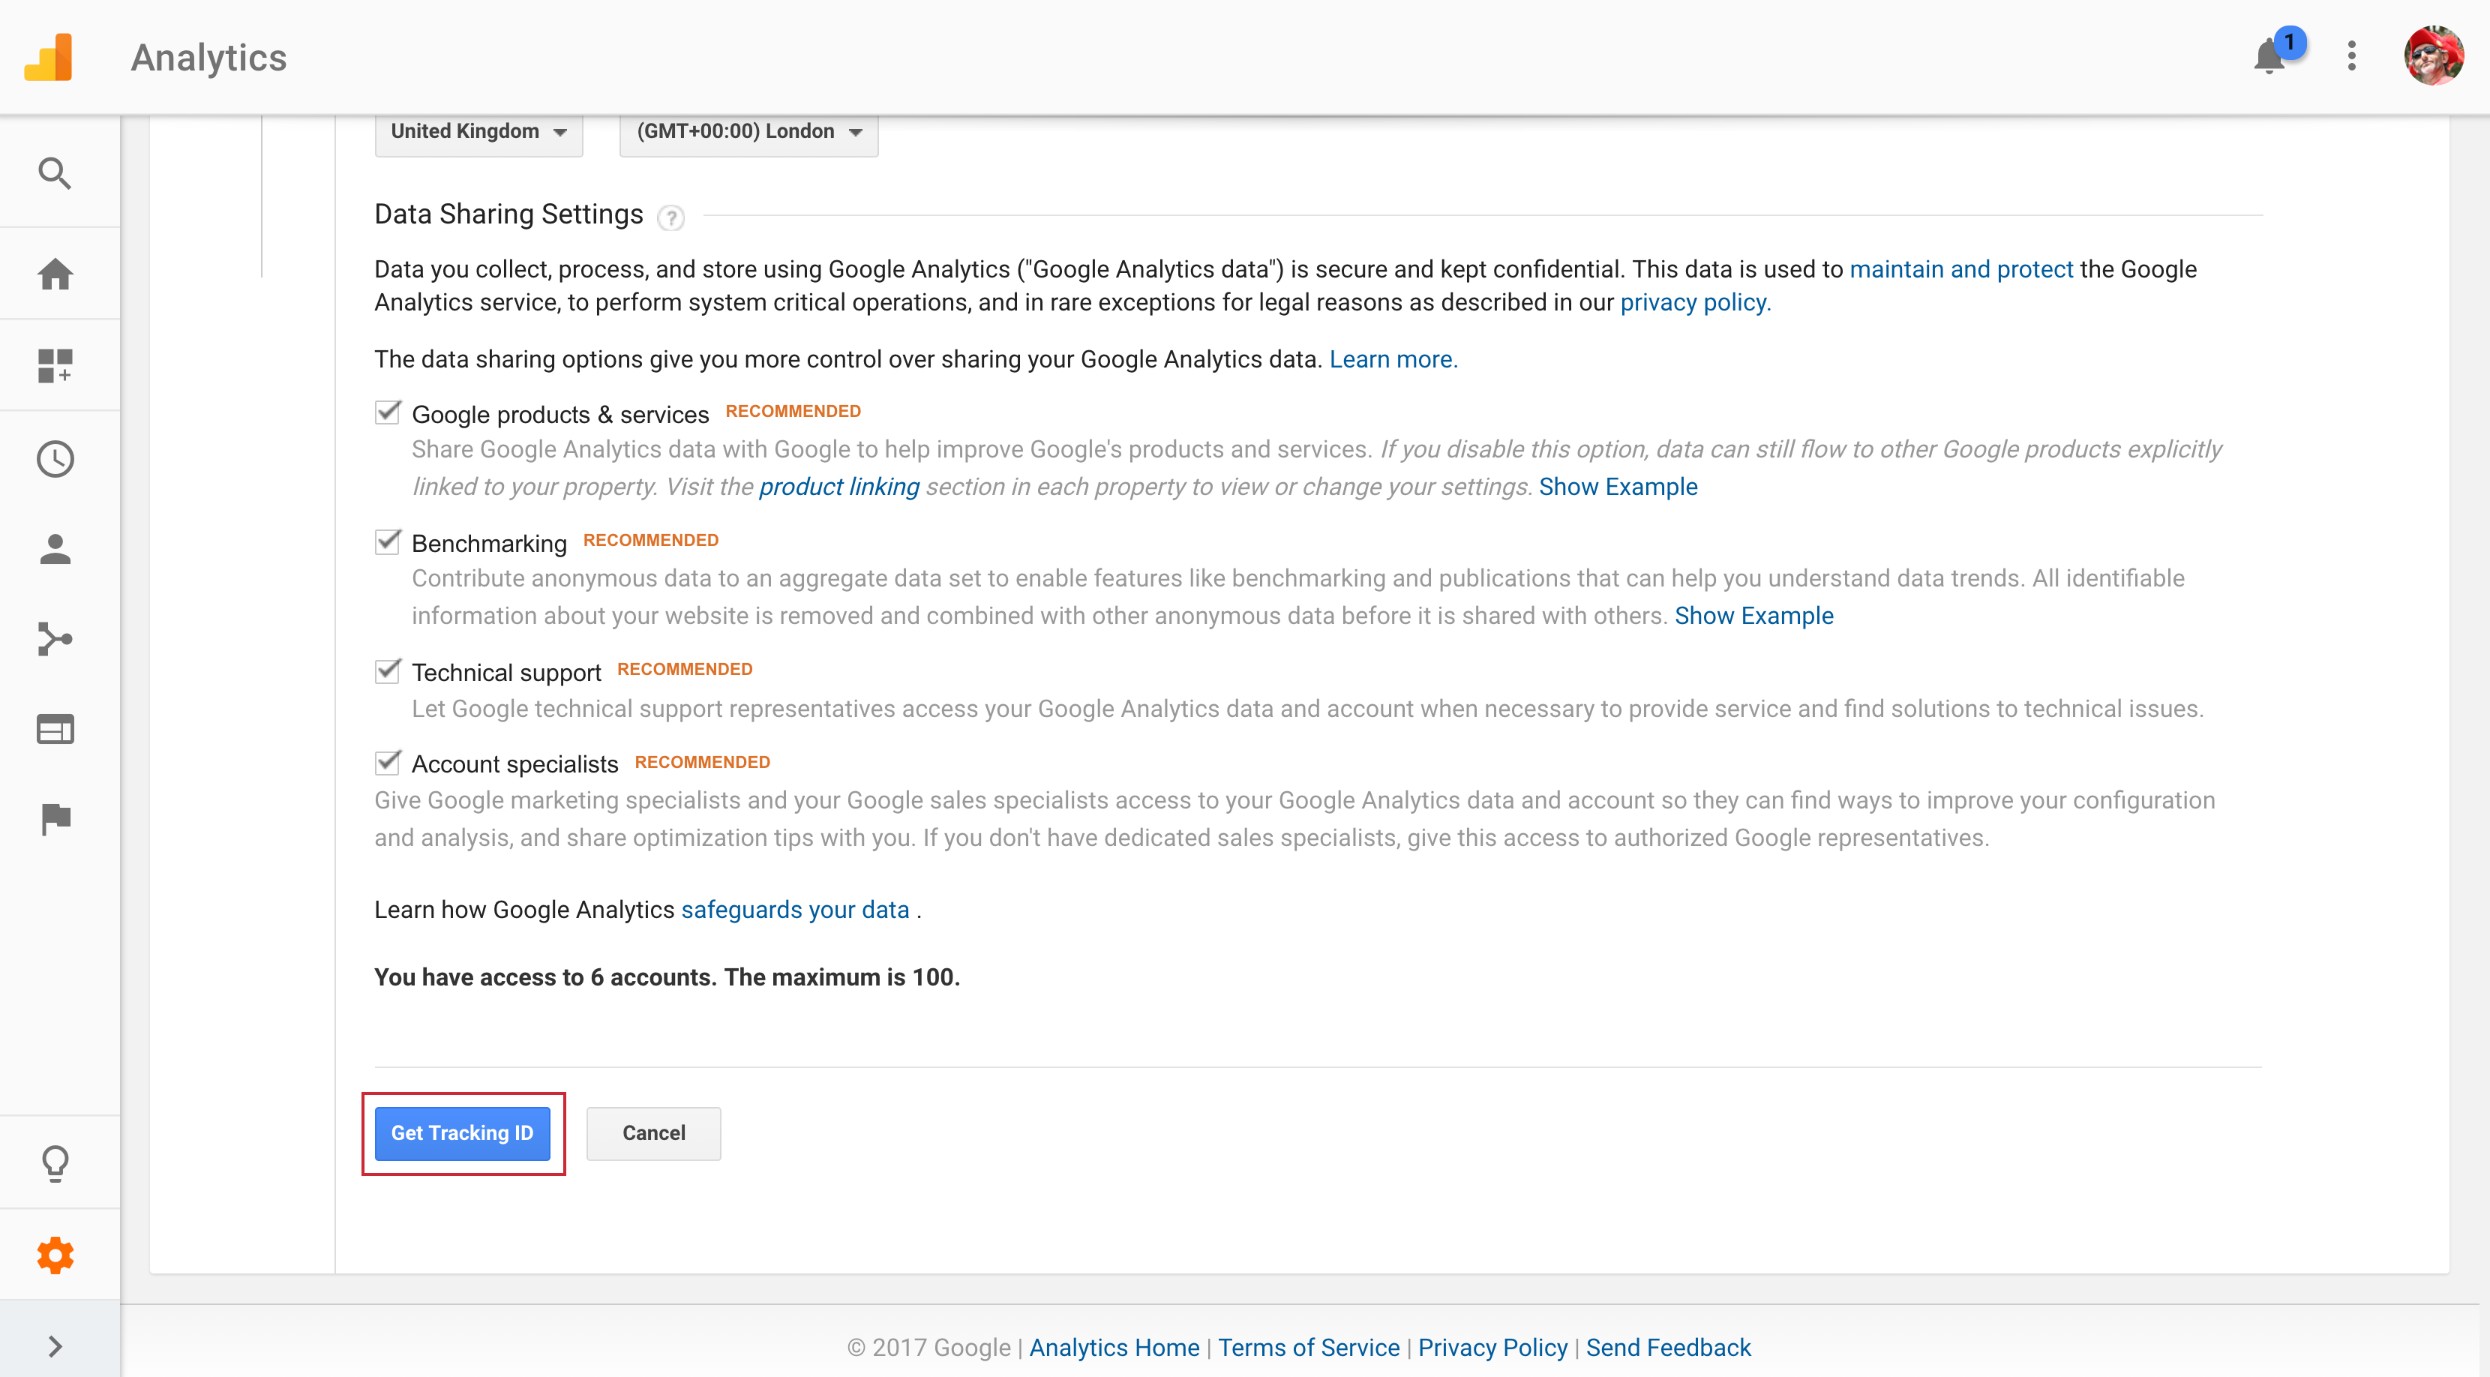 Analytics
1
United Kingdom
(GMT+00:00) London
Data Sharing Settings ?
Data you collect, process, and store using Google Analytics ("Google Analytics data") is secure and kept confidential. This data is used to maintain and protect the Google
Analytics service, to perform system critical operations, and in rare exceptions for legal reasons as described in our privacy policy.
The data sharing options give you more control over sharing your Google Analytics data. Learn more.
Google products & services RECOMMENDED
Share Google Analytics data with Google to help improve Google's products and services. If you disable this option, data can still flow to other Google products explicitly
linked to your property. Visit the product linking section in each property to view or change your settings. Show Example
Benchmarking RECOMMENDED
Contribute anonymous data to an aggregate data set to enable features like benchmarking and publications that can help you understand data trends. All identifiable
information about your website is removed and combined with other anonymous data before it is shared with others. Show Example
Technical support RECOMMENDED
Let Google technical support representatives access your Google Analytics data and account when necessary to provide service and find solutions to technical issues.
Account specialists RECOMMENDED
Give Google marketing specialists and your Google sales specialists access to your Google Analytics data and account so they can find ways to improve your configuration
and analysis, and share optimization tips with you. If you don't have dedicated sales specialists, give this access to authorized Google representatives.
Learn how Google Analytics safeguards your data .
You have access to 6 accounts. The maximum is 100.
Get Tracking ID
Cancel
© 2017 Google | Analytics Home | Terms of Service | Privacy Policy | Send Feedback